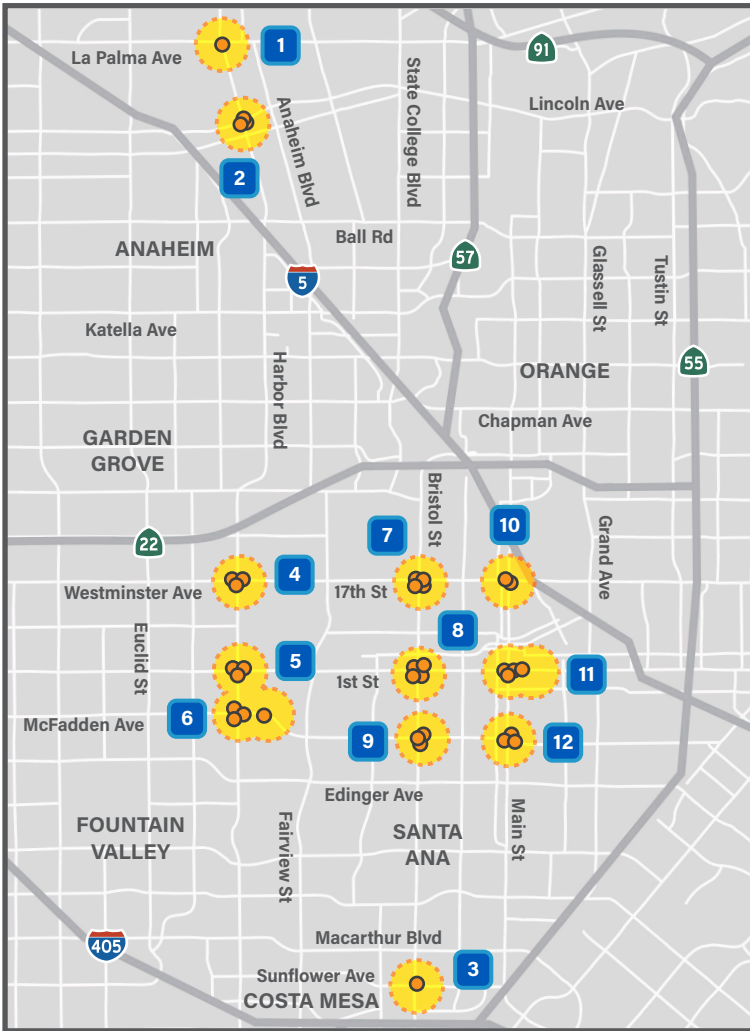 1
91
La Palma Ave
State College Blvd
Lincoln Ave
Anaheim Blvd
2
ANAHEIM
Ball Rd
57
5
Glassell St
Tustin St
Katella Ave
Harbor Blvd
ORANGE
55
Chapman Ave
GARDEN
GROVE
Bristol St
10
7
22
Grand Ave
4
Westminster Ave
17th St
8
Euclid St
5
1st St
11
6
McFadden Ave
9
12
Edinger Ave
FOUNTAIN
VALLEY
Fairview St
SANTA
ANA
Main St
405
Macarthur Blvd
3
Sunflower Ave
COSTA MESA